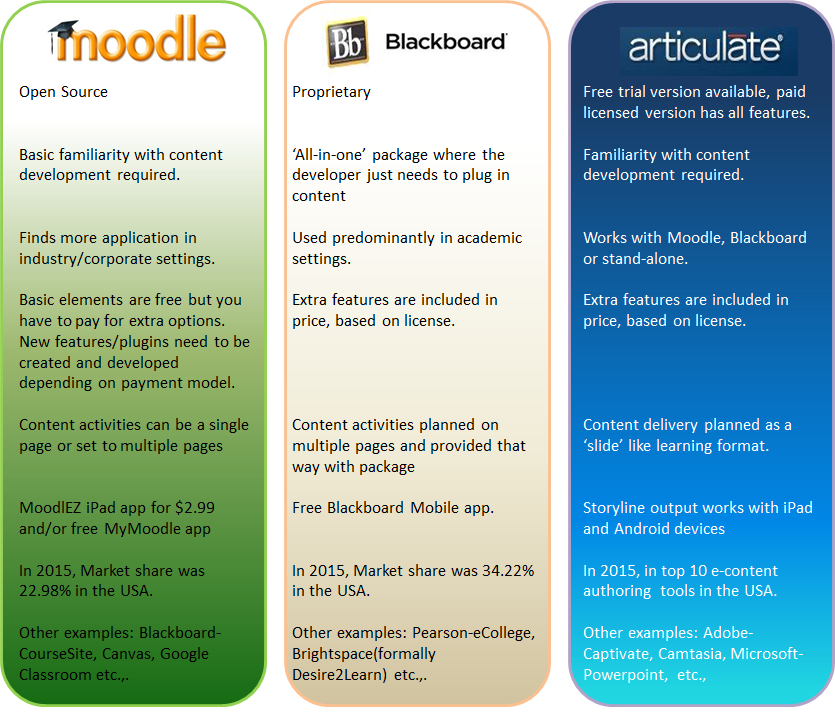 moodle
Open Source
Basic familiarity with content
development required.
Finds more application in
industry/corporate settings.
Basic elements are free but you
have to pay for extra options.
New features/plugins need to be
created and developed
depending on payment model.
Content activities can be a single
page or set to multiple pages
MoodlEZ iPad app for $2.99
and/or free MyMoodle app
In 2015, Market share was
22.98% in the USA.
Other examples: Blackboard-
CourseSite, Canvas, Google
Classroom etc.,.
Bb Blackboard
Proprietary
‘All-in-one’ package where the
developer just needs to plug in
content
Used predominantly in academic
settings.
Extra features are included in
price, based on license.
Content activities planned on
multiple pages and provided that
way with package
Free Blackboard Mobile app.
In 2015, Market share was 34.22%
in the USA.
Other examples: Pearson-eCollege,
Brightspace(formally
Desire2Learn) etc.,.
articulate®
Free trial version available, paid
licensed version has all features.
Familiarity with content
development required.
Works with Moodle, Blackboard
or stand-alone.
Extra features are included in
price, based on license.
Content delivery planned as a
‘slide’ like learning format.
Storyline output works with iPad
and Android devices
In 2015, in top 10 e-content
authoring tools in the USA.
Other examples: Adobe-
Captivate, Camtasia, Microsoft-
Powerpoint, etc.,